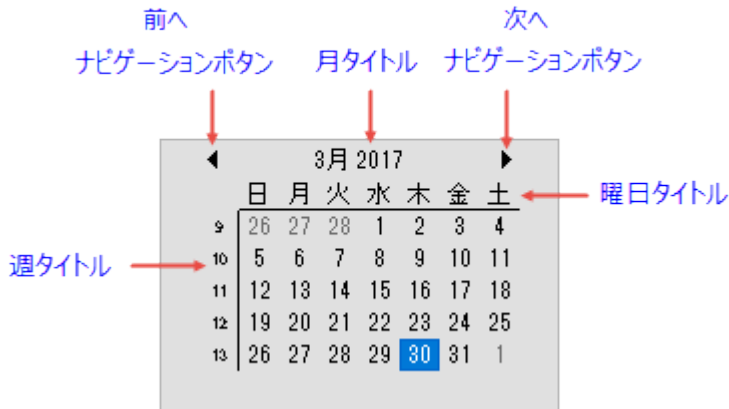 前へ
次へ
ナビゲーションボタン 月タイトル ナビゲーションボタン
3月 2017
日 月 火 水 木 金 土
曜日タイトル
9 26 27 28 1 2 3 4
週タイトル
10 5 6 7 8 9 10 11
11 12 13 14 15 16 17 18
12 19 20 21 22 23 24 25
13 26 27 28 29 30 31 1